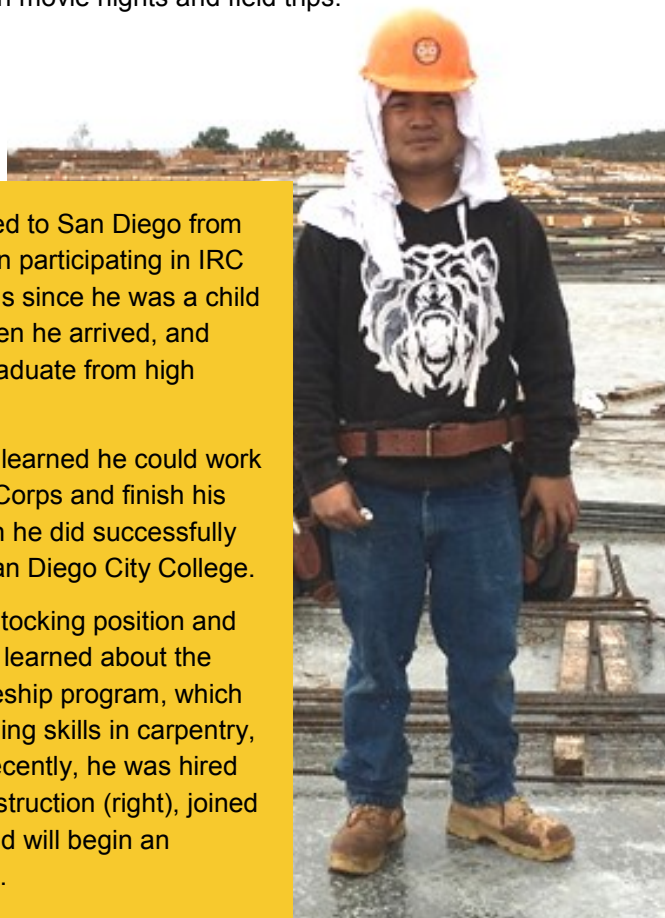 movie nights and field trips.
ed to San Diego from
n participating in IRC
s since he was a child
en he arrived, and
aduate from high
learned he could work
Corps and finish his
h he did successfully
an Diego City College.
tocking position and
learned about the
eship program, which
ing skills in carpentry,
ecently, he was hired
struction (right), joined
d will begin an